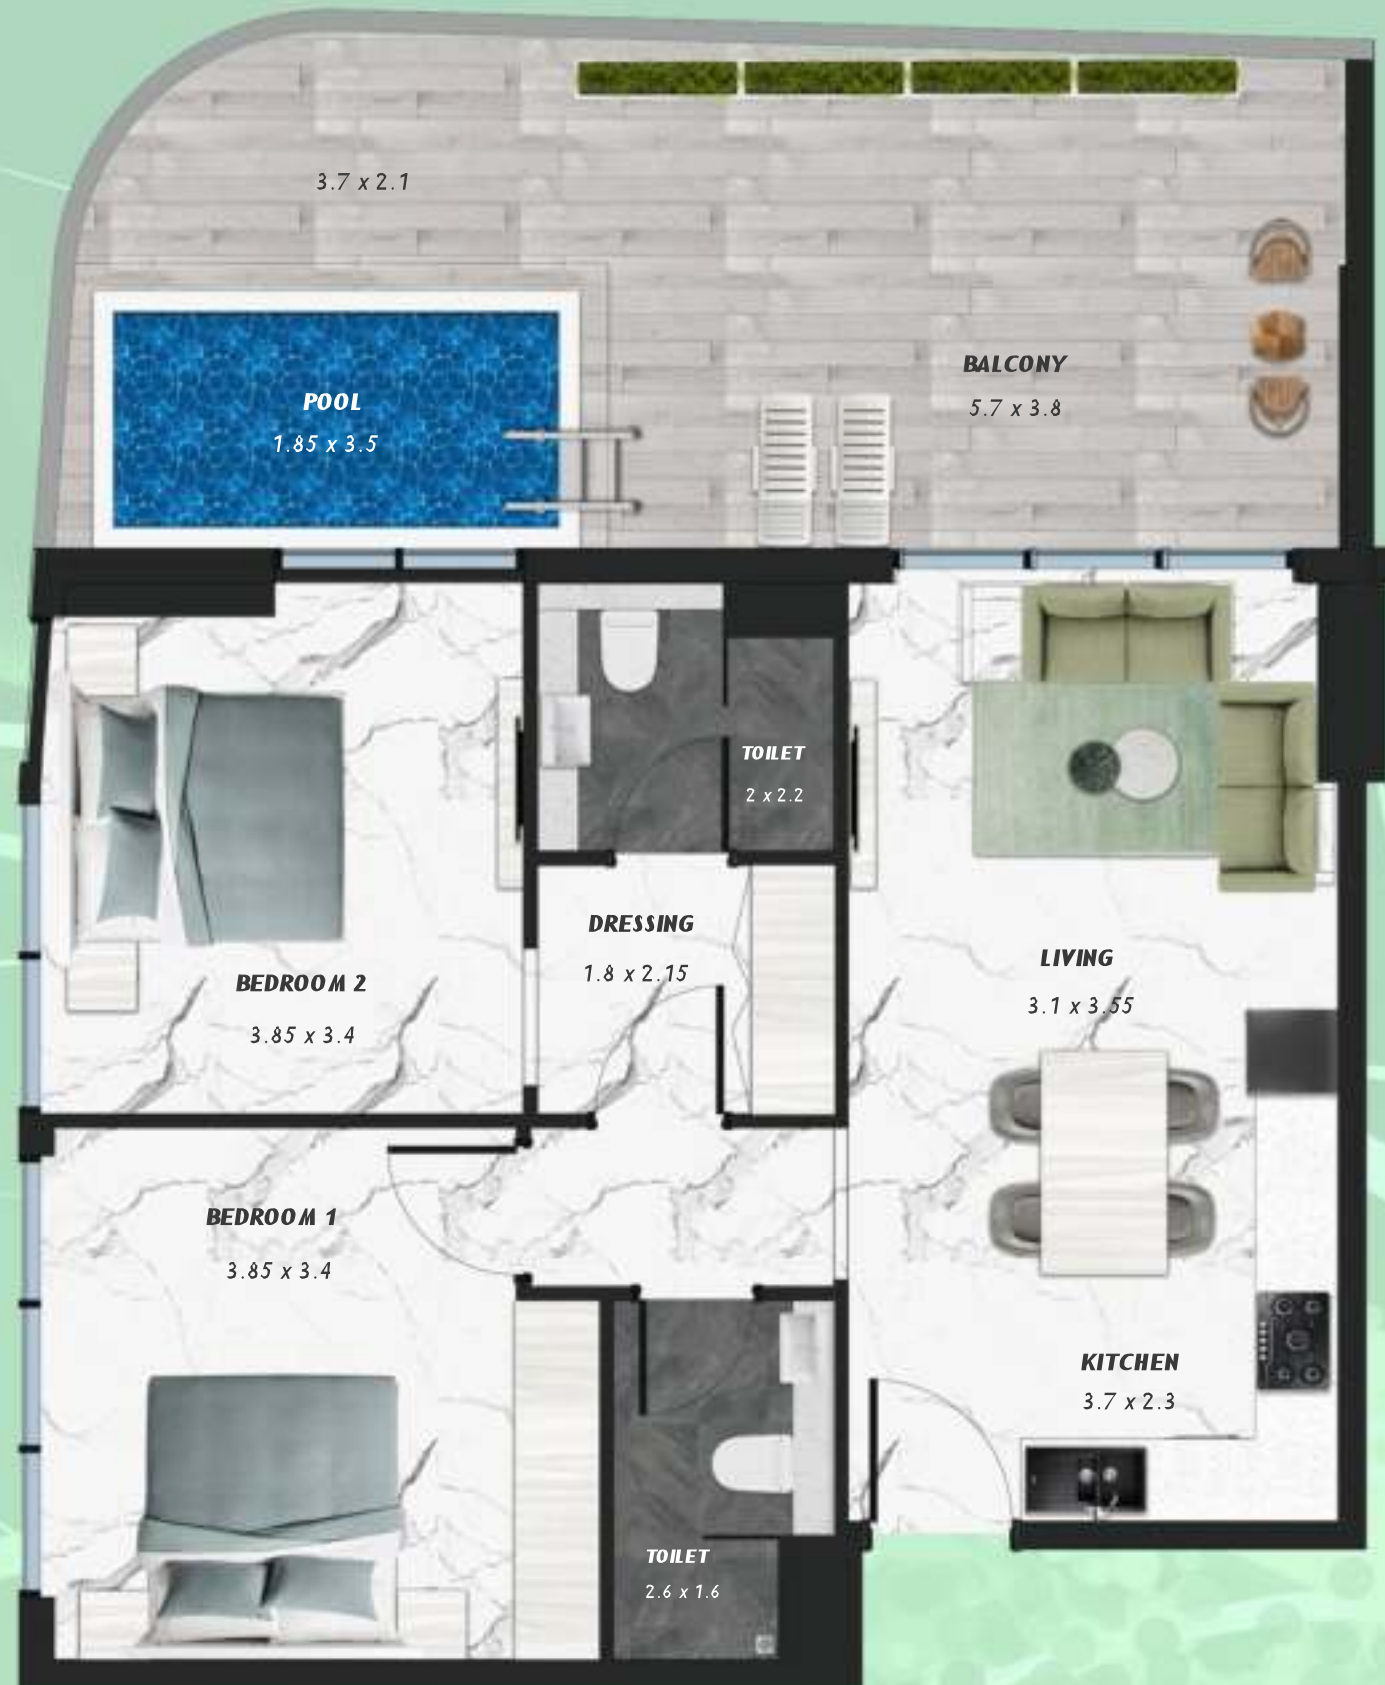 3.7 x 2.1
BALCONY
5.7 x 3.8
POOL
1.85 x 3.5
TOILET
2 x 2.2
DRESSING
1.8 x 2.15
LIVING
3.1 x 3.55
BEDROOM 2
3.85 x 3.4
BEDROOM 1
3.85 x 3.4
KITCHEN
3.7 x 2.3
TOILET
2.6 x 1.6